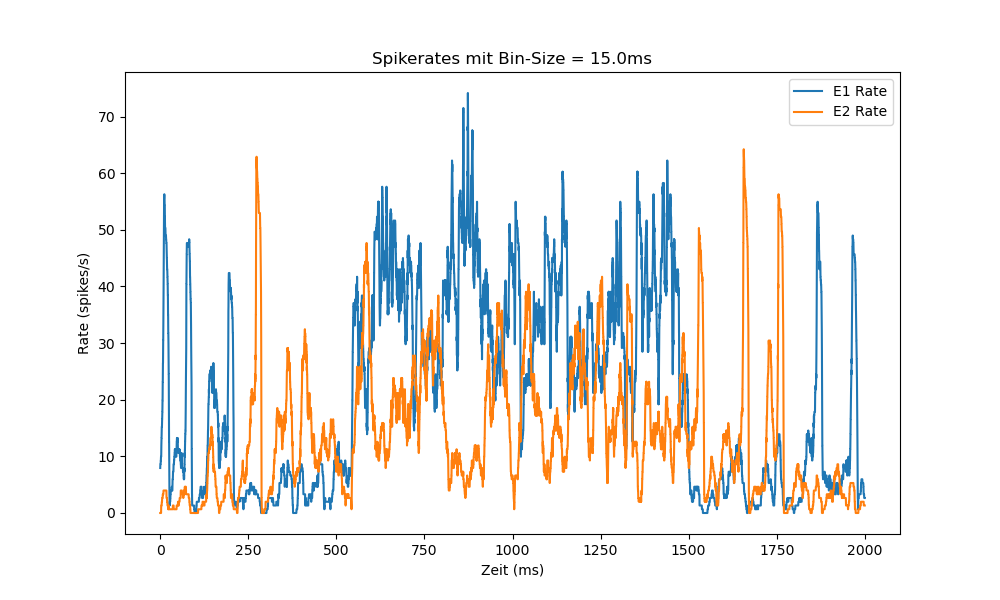 Spikerates mit Bin-Size = 15.0ms
E1 Rate
E2 Rate
Rate (spikes/s)
70
60
50
40
30
20
10
0
0 250 500 750 1000 1250 1500 1750 2000
Zeit (ms)